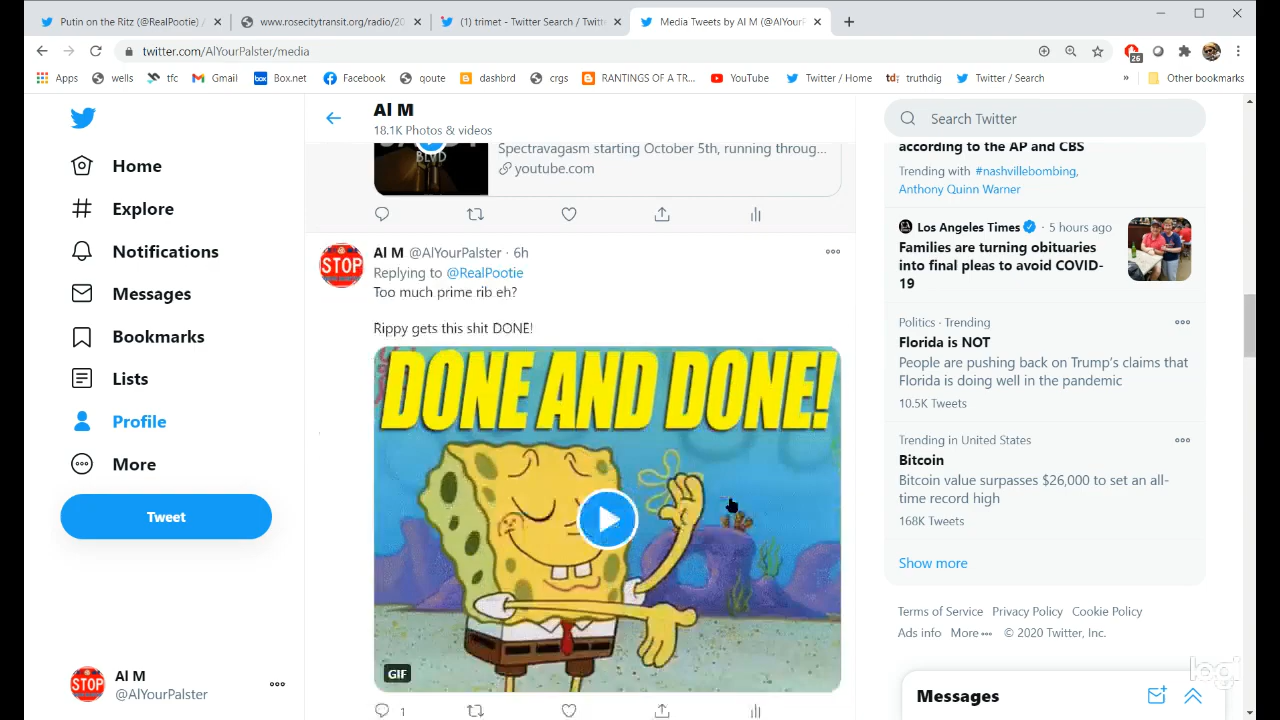 Putin on the Ritz (@RealPootie) /
www.rosecitytransit.org/radio/20
(1) trimet - Twitter Search / Twitte
Media Tweets by Al M (@AlYourP
twitter.com/AlYourPalster/media
26
Apps
wells
tfc
Gmail
box
Box.net
Facebook
qoute
dashbrd
crgs
RANTINGS OF A TR...
YouTube
Twitter / Home
td
truthdig
Twitter / Search
»
Other bookmarks
Home
Explore
Notifications
Messages
Bookmarks
Lists
Profile
More
Tweet
STOP
Al M
@AlYourPalster
Al M
18.1K Photos & videos
BLVD
Spectravagasm starting October 5th, running throug...
youtube.com
STOP
Al M @AlYourPalster · 6h
Replying to @RealPootie
Too much prime rib eh?
Rippy gets this shit DONE!
DONE AND DONE!
GIF
1
Search Twitter
according to the AP and CBS
Trending with #nashvillebombing,
Anthony Quinn Warner
Los Angeles Times · 5 hours ago
Families are turning obituaries
into final pleas to avoid COVID-
19
Politics · Trending
Florida is NOT
People are pushing back on Trump's claims that
Florida is doing well in the pandemic
10.5K Tweets
Trending in United States
Bitcoin
Bitcoin value surpasses $26,000 to set an all-
time record high
168K Tweets
Show more
Terms of Service Privacy Policy Cookie Policy
Ads info More © 2020 Twitter, Inc.
Messages
logi